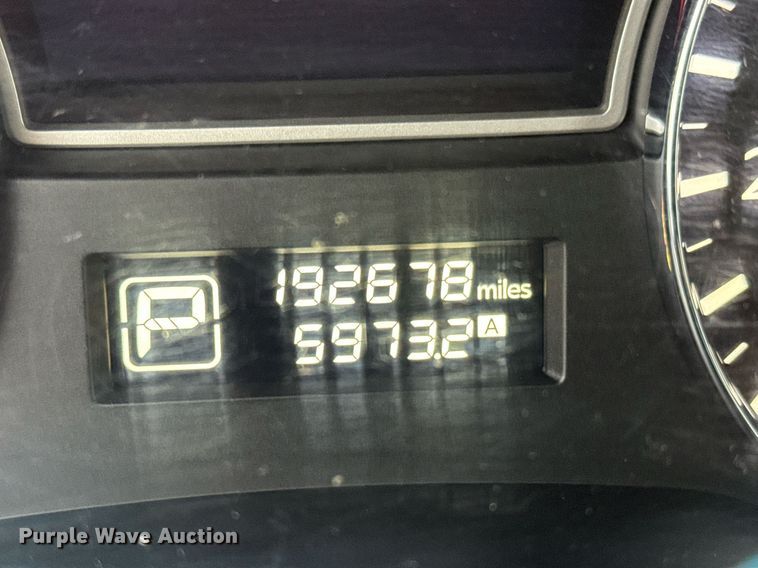 P
192678 miles
5973.2 A
Purple Wave Auction